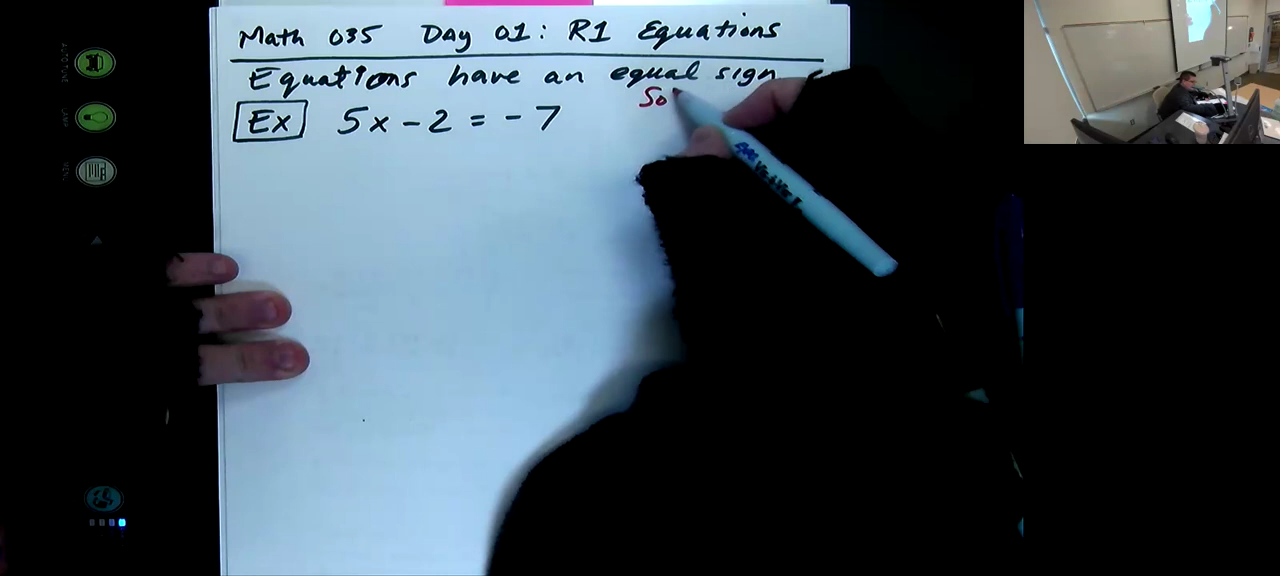 Math 035 Day 01: R1 Equations
Equations have an equal sign
So
Ex 5x - 2 = -7